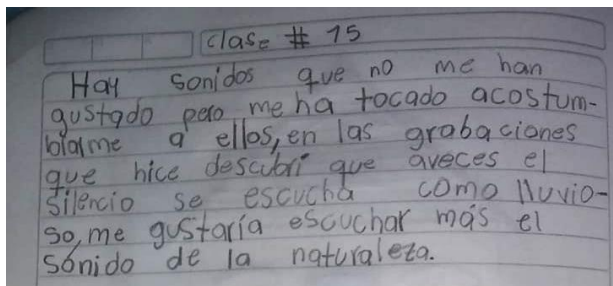 clase # 15
Hay sonidos que no me han
gustado pero me ha tocado acostum-
blarme a ellos, en las grabaciones
que hice descubrí que aveces el
silencio se escucha como lluvio-
so, me gustaría escuchar más el
sónido de la naturaleza.